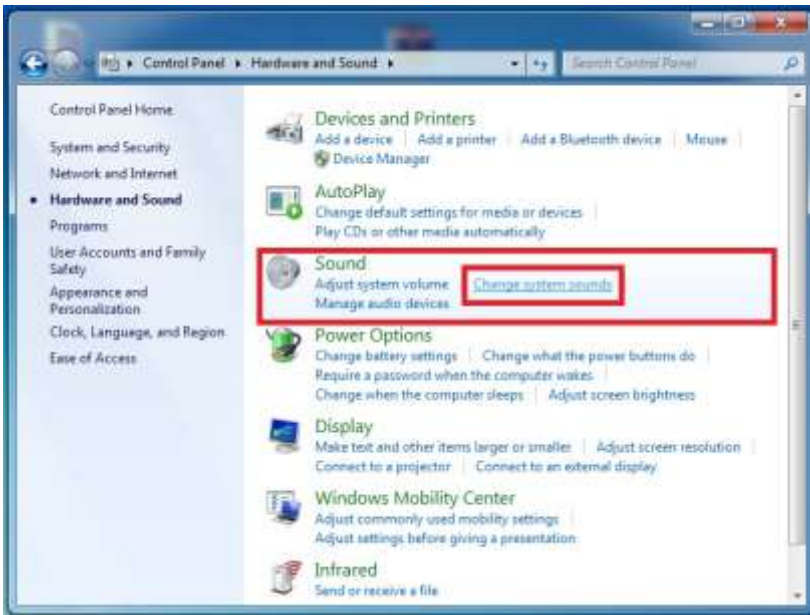 Control Panel ▸ Hardware and Sound ▸
Search Control Panel
Control Panel Home
System and Security
Network and Internet
Hardware and Sound
Programs
User Accounts and Family
Safety
Appearance and
Personalization
Clock, Language, and Region
Ease of Access
Devices and Printers
Add a device | Add a printer | Add a Bluetooth device | Mouse |
Device Manager
AutoPlay
Change default settings for media or devices |
Play CDs or other media automatically
Sound
Adjust system volume | Change system sounds |
Manage audio devices
Power Options
Change battery settings | Change what the power buttons do |
Require a password when the computer wakes |
Change when the computer sleeps | Adjust screen brightness
Display
Make text and other items larger or smaller | Adjust screen resolution |
Connect to a projector | Connect to an external display
Windows Mobility Center
Adjust commonly used mobility settings |
Adjust settings before giving a presentation
Infrared
Send or receive a file